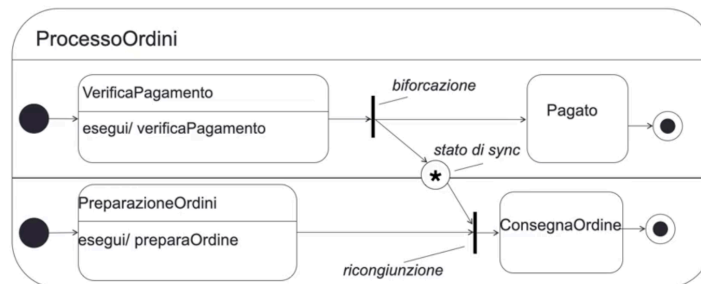 ProcessoOrdini
VerificaPagamento
esegui/ verificaPagamento
biforcazione
Pagato
stato di sync
*
PreparazioneOrdini
esegui/ preparaOrdine
ConsegnaOrdine
ricongiunzione